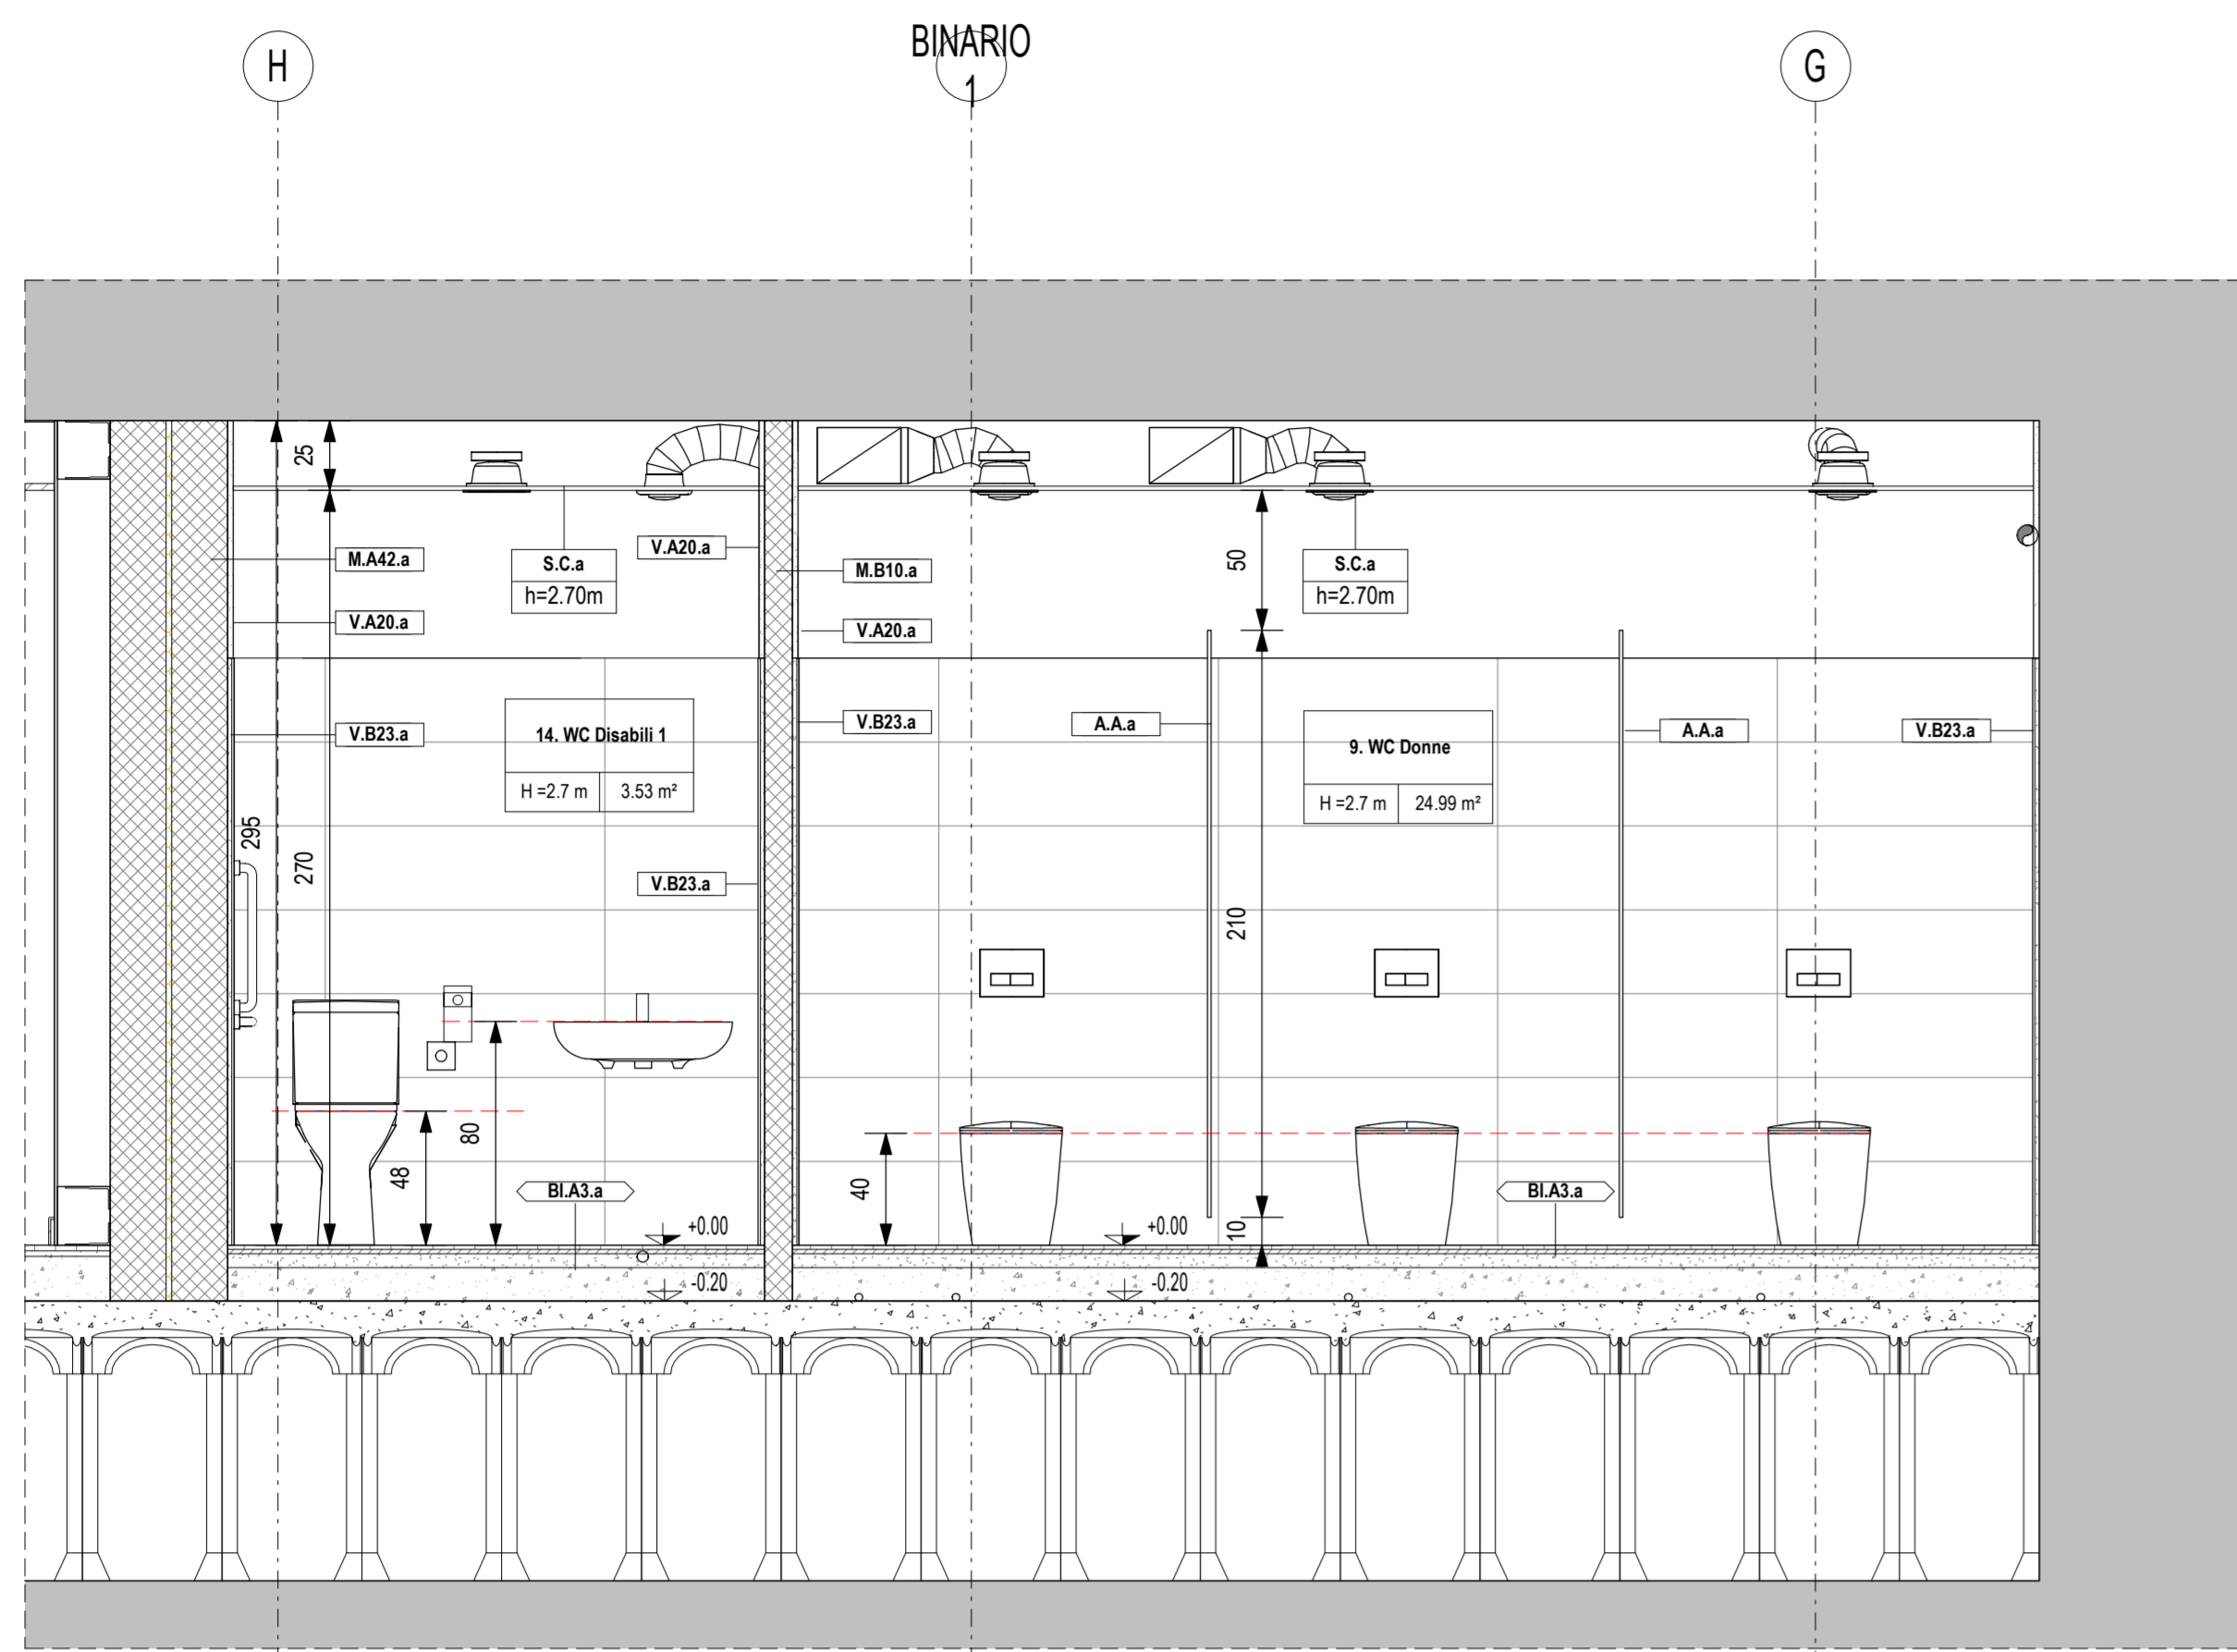 H
BINARIO
1
G
25
M.A42.a
S.C.a
h=2.70m
V.A20.a
M.B10.a
50
S.C.a
h=2.70m
V.A20.a
V.A20.a
V.B23.a
14. WC Disabili 1
H =2.7 m 3.53 m²
V.B23.a
A.A.a
9. WC Donne
H =2.7 m 24.99 m²
A.A.a
V.B23.a
295
270
V.B23.a
210
80
48
40
BI.A3.a
BI.A3.a
+0.00
+0.00
10
-0.20
-0.20